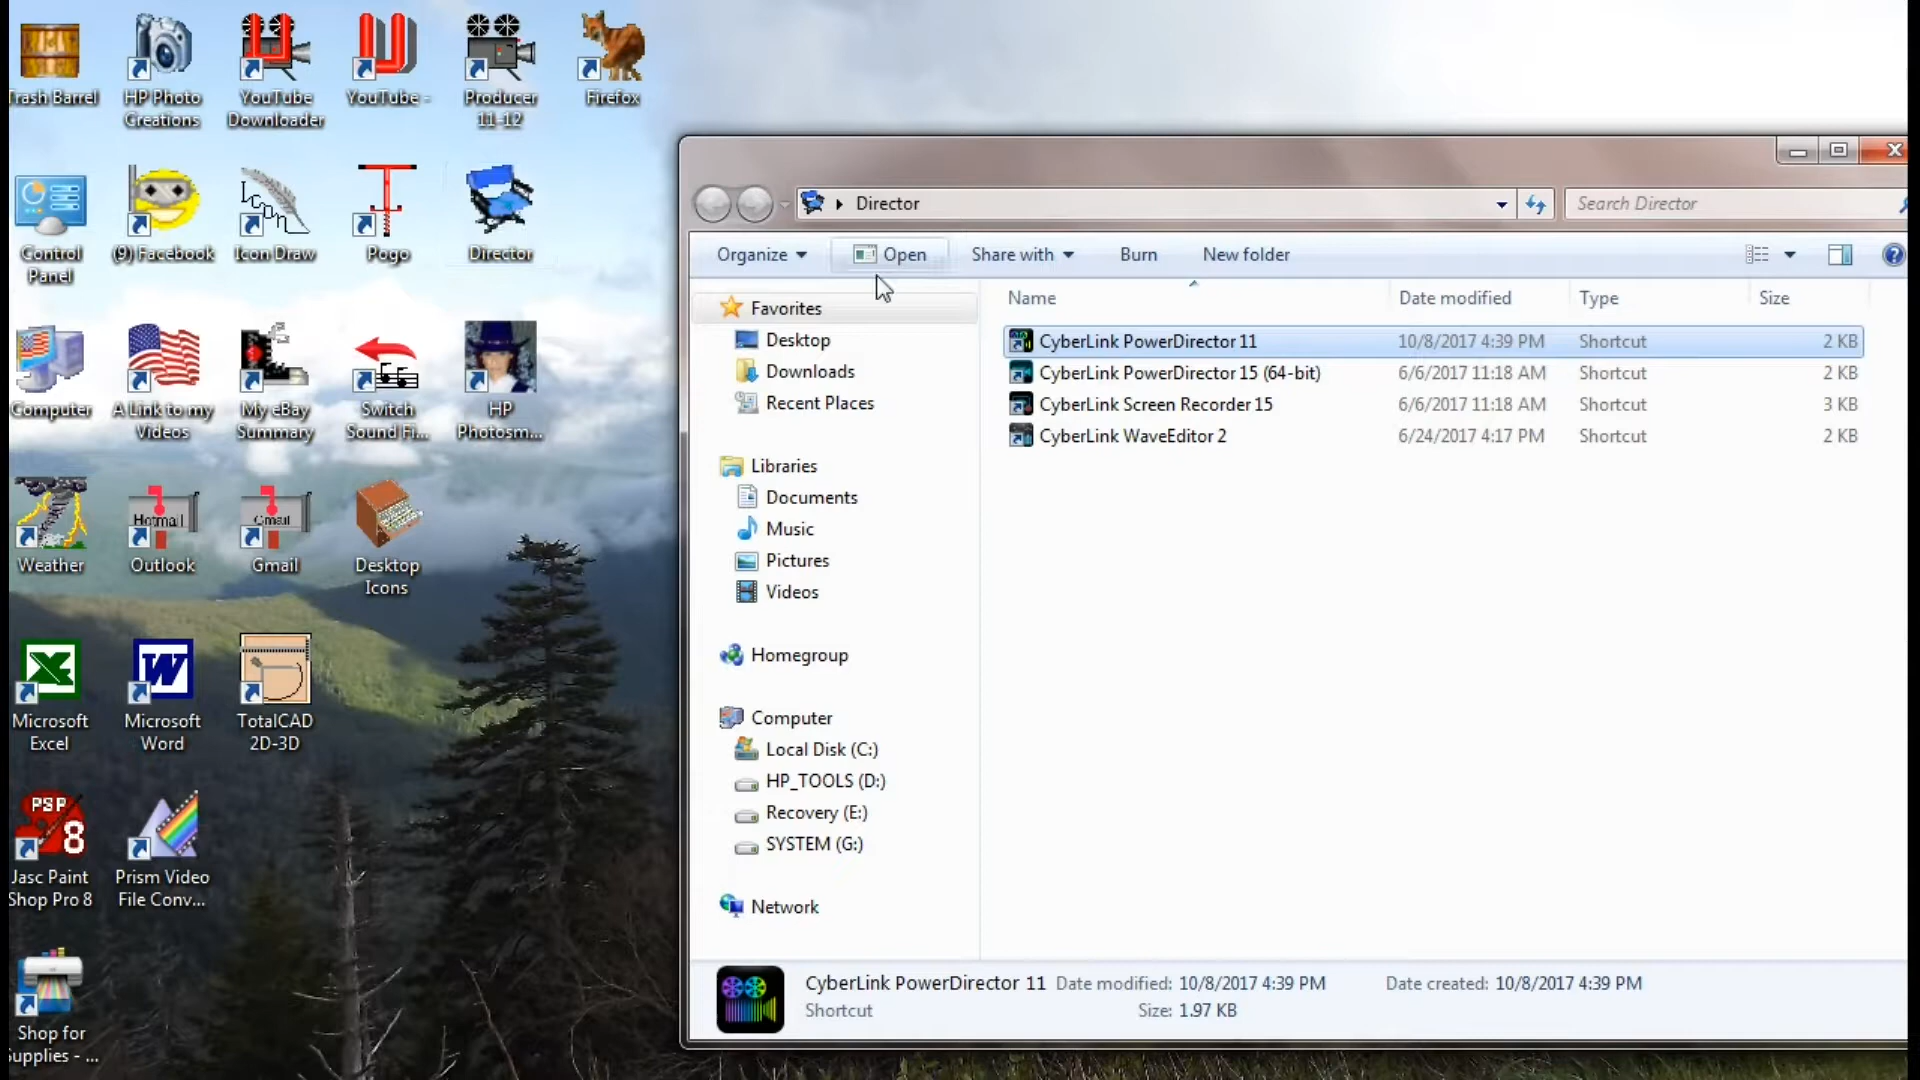 Trash Barrel
HP Photo
Creations
YouTube
Downloader
YouTube -
Producer
11-12
Firefox
Control
Panel
(9) Facebook
Icon
Icon Draw
Pogo
Director
Computer
A Link to my
Videos
My eBay
Summary
Switch
Sound Fi...
HP
Photosm...
Weather
Hotmail
Outlook
Gmail
Gmail
Desktop
Icons
Microsoft
Excel
W
Microsoft
Word
TotalCAD
2D-3D
PSP
8
Jasc Paint
Shop Pro 8
Prism Video
File Conv...
Shop for
Supplies - ...
Director
Search Director
Organize
Open
Share with
Burn
New folder
Favorites
Desktop
Downloads
Recent Places
Libraries
Documents
Music
Pictures
Videos
Homegroup
Computer
Local Disk (C:)
HP_TOOLS (D:)
Recovery (E:)
SYSTEM (G:)
Network
Name Date modified Type Size
CyberLink PowerDirector 11 10/8/2017 4:39 PM Shortcut 2 KB
CyberLink PowerDirector 15 (64-bit) 6/6/2017 11:18 AM Shortcut 2 KB
CyberLink Screen Recorder 15 6/6/2017 11:18 AM Shortcut 3 KB
CyberLink WaveEditor 2 6/24/2017 4:17 PM Shortcut 2 KB
CyberLink PowerDirector 11 Date modified: 10/8/2017 4:39 PM Date created: 10/8/2017 4:39 PM
Shortcut Size: 1.97 KB